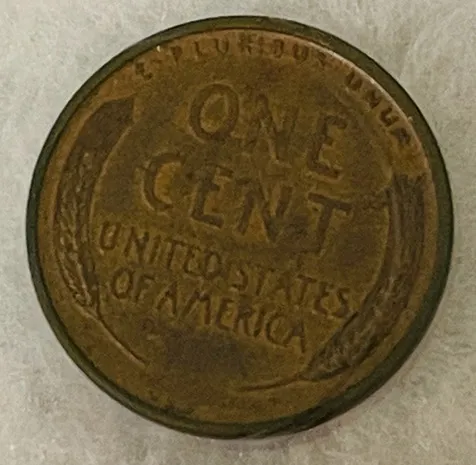 E·PLURIBUS·UNUM
ONE
CENT
UNITED STATES
OF AMERICA